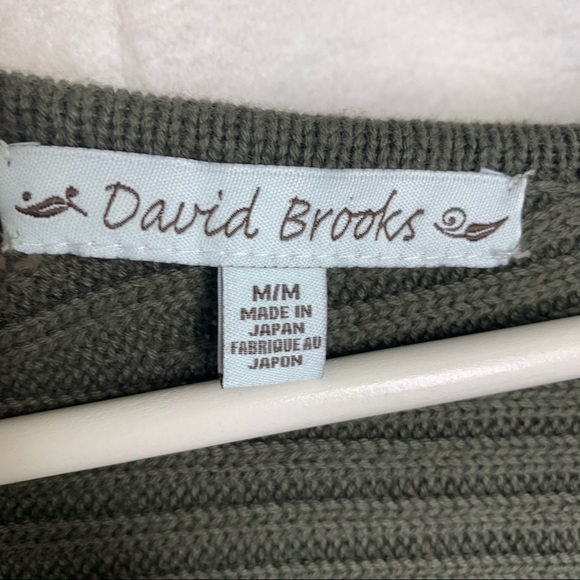 David Brooks
M/M
MADE IN
JAPAN
FABRIQUE AU
JAPON